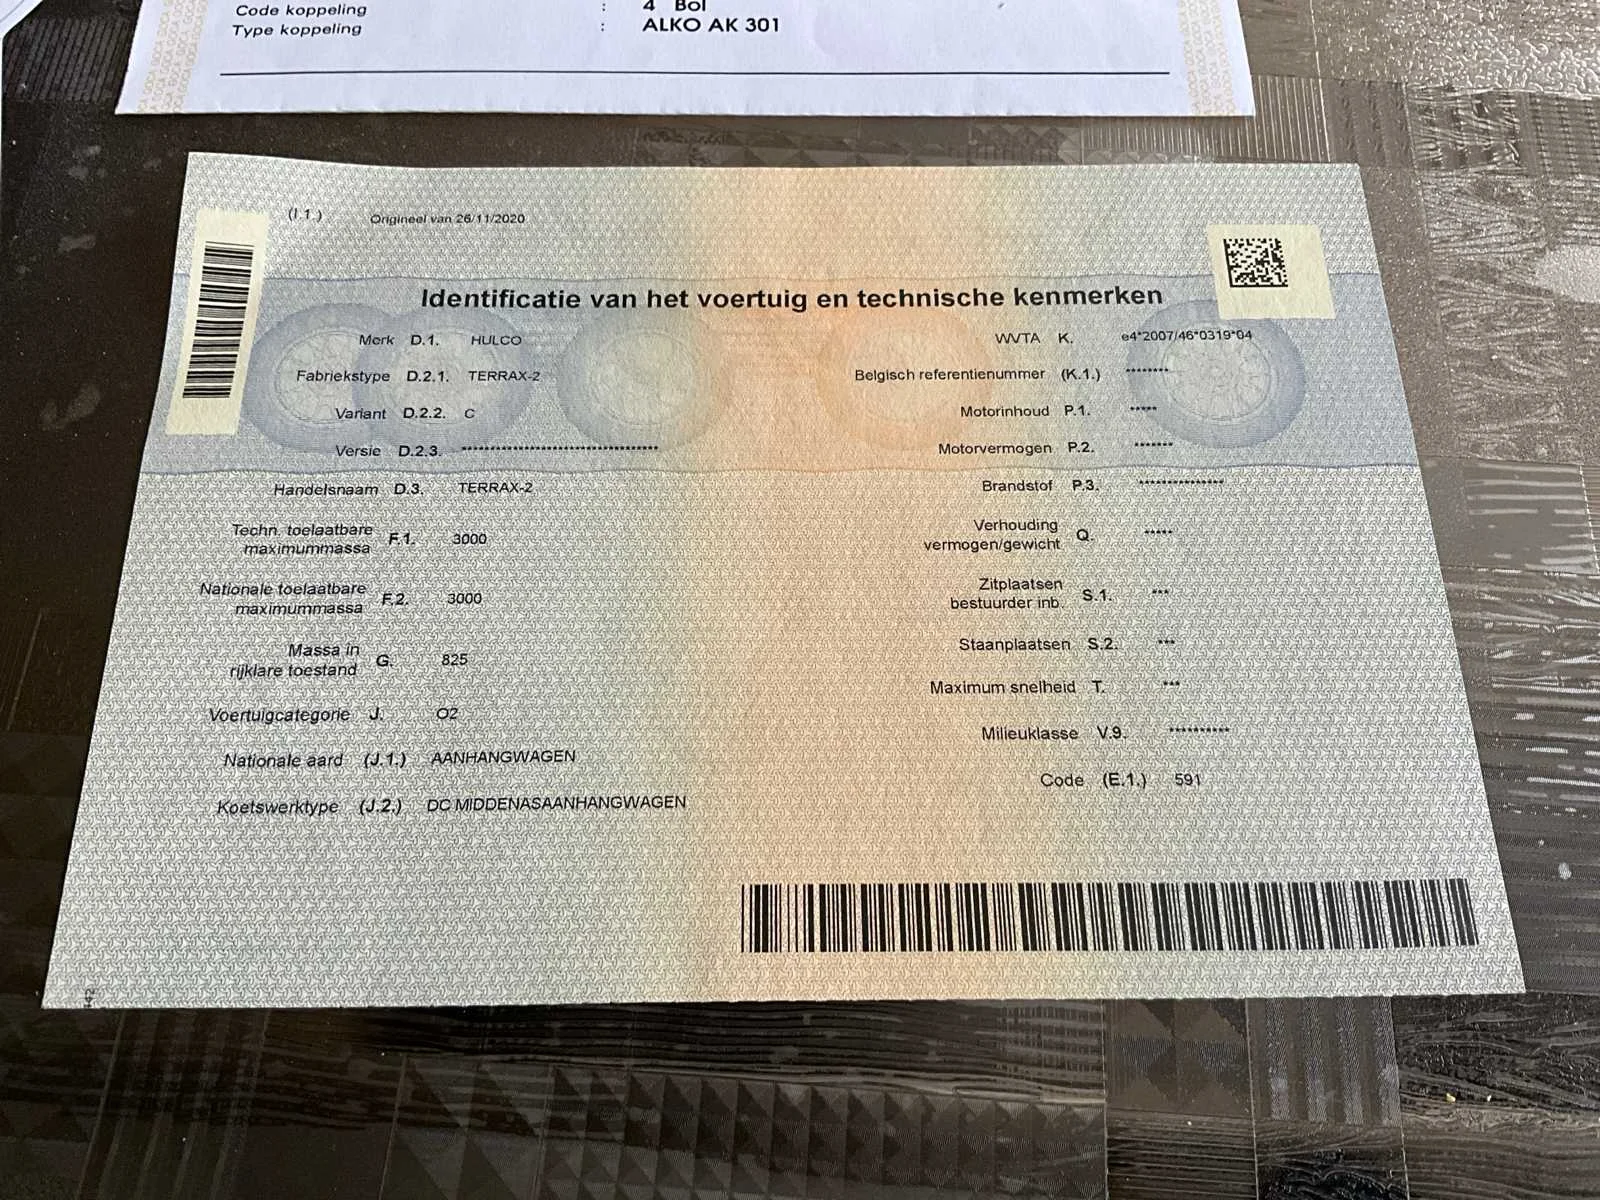 Code koppeling : 4 Bol
Type koppeling : ALKO AK 301
(I.1.) Origineel van 26/11/2020
Identificatie van het voertuig en technische kenmerken
Merk D.1. HULCO
Fabriekstype D.2.1. TERRAX-2
Variant D.2.2. C
Versie D.2.3. ******************************
Handelsnaam D.3. TERRAX-2
Techn. toelaatbare
maximummassa F.1. 3000
Nationale toelaatbare
maximummassa F.2. 3000
Massa in
rijklare toestand G. 825
Voertuigcategorie J. O2
Nationale aard (J.1.) AANHANGWAGEN
Koetswerktype (J.2.) DC MIDDENASAANHANGWAGEN
WVTA K. e4*2007/46*0319*04
Belgisch referentienummer (K.1.) ********
Motorinhoud P.1. *****
Motorvermogen P.2. *******
Brandstof P.3. ***************
Verhouding
vermogen/gewicht Q. *****
Zitplaatsen
bestuurder inb. S.1. ***
Staanplaatsen S.2. ***
Maximum snelheid T. ***
Milieuklasse V.9. **********
Code (E.1.) 591